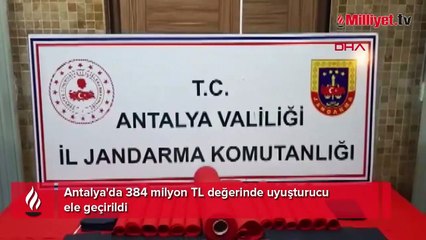 Milliyet.tv
DHA
T.C.
ANTALYA VALİLİĞİ
İL JANDARMA KOMUTANLIĞI
Antalya'da 384 milyon TL değerinde uyuşturucu
ele geçirildi